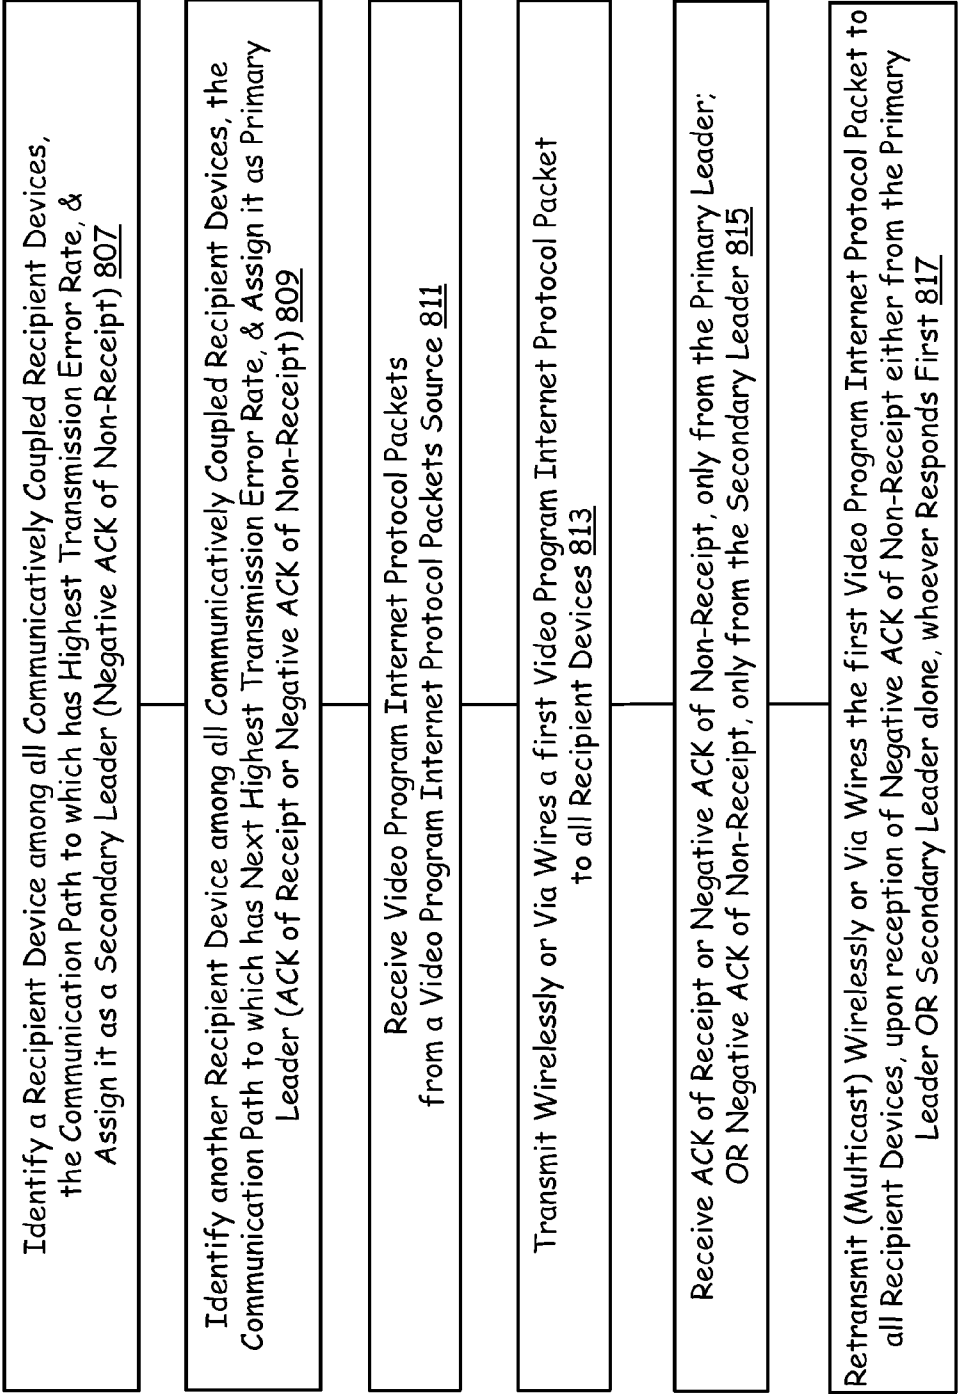 Identify a Recipient Device among all Communicatively Coupled Recipient Devices,
the Communication Path to which has Highest Transmission Error Rate, &
Assign it as a Secondary Leader (Negative ACK of Non-Receipt) 807
Identify another Recipient Device among all Communicatively Coupled Recipient Devices, the
Communication Path to which has Next Highest Transmission Error Rate, & Assign it as Primary
Leader (ACK of Receipt or Negative ACK of Non-Receipt) 809
Receive Video Program Internet Protocol Packets
from a Video Program Internet Protocol Packets Source 811
Transmit Wirelessly or Via Wires a first Video Program Internet Protocol Packet
to all Recipient Devices 813
Receive ACK of Receipt or Negative ACK of Non-Receipt, only from the Primary Leader;
OR Negative ACK of Non-Receipt, only from the Secondary Leader 815
Retransmit (Multicast) Wirelessly or Via Wires the first Video Program Internet Protocol Packet to
all Recipient Devices, upon reception of Negative ACK of Non-Receipt either from the Primary
Leader OR Secondary Leader alone, whoever Responds First 817